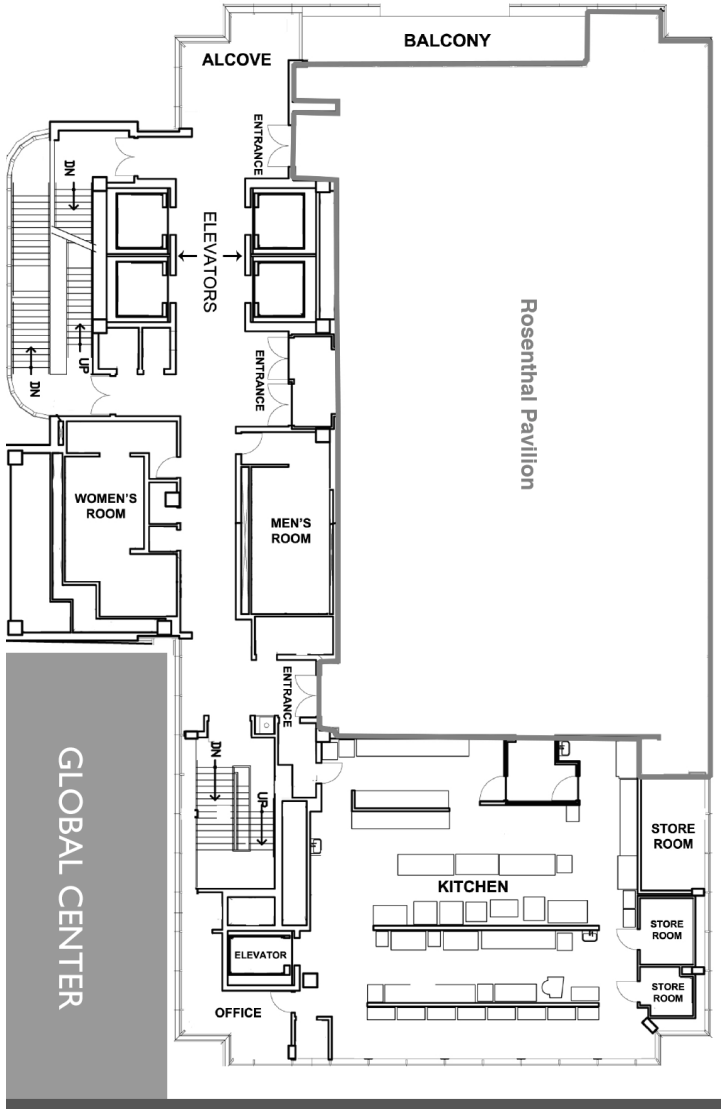 BALCONY
ALCOVE
ENTRANCE
DN
ELEVATORS
Rosenthal Pavilion
ENTRANCE
UP
DN
WOMEN'S
ROOM
MEN'S
ROOM
ENTRANCE
DN
UP
GLOBAL CENTER
STORE
ROOM
KITCHEN
STORE
ROOM
ELEVATOR
STORE
ROOM
OFFICE